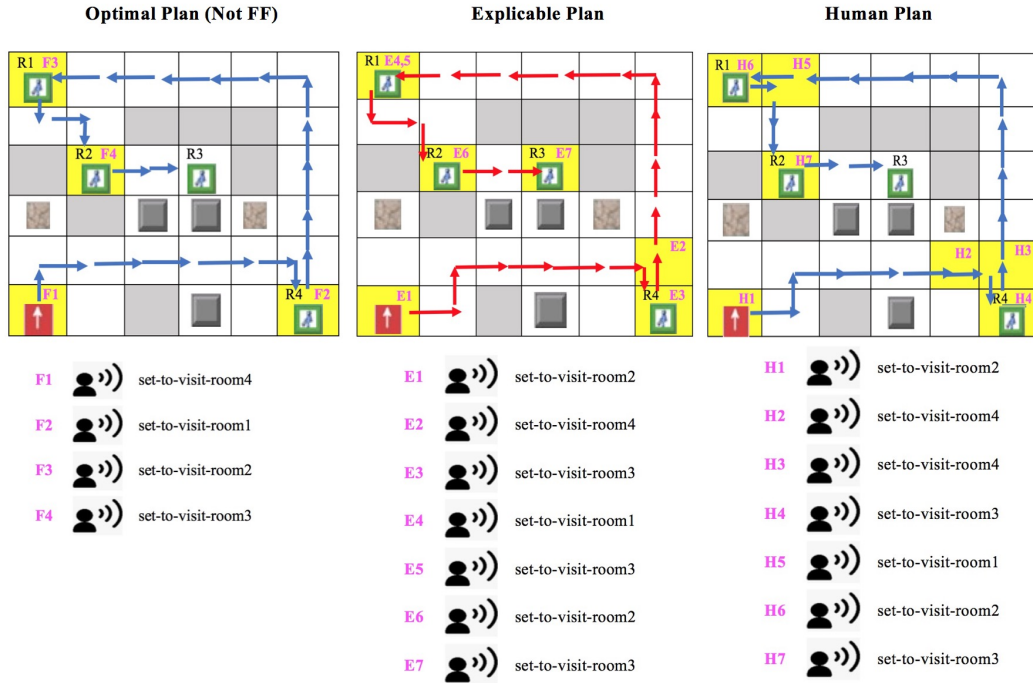 Optimal Plan (Not FF)
Explicable Plan
Human Plan
R1 F3
R2 F4
R3
F1
R4 F2
R1 E4,5
R2 E6
R3 E7
E2
E1
R4 E3
H5
R1 H6
R2 H7
R3
H2
H3
H1
R4 H4
F1 set-to-visit-room4
F2 set-to-visit-room1
F3 set-to-visit-room2
F4 set-to-visit-room3
E1 set-to-visit-room2
E2 set-to-visit-room4
E3 set-to-visit-room3
E4 set-to-visit-room1
E5 set-to-visit-room3
E6 set-to-visit-room2
E7 set-to-visit-room3
H1 set-to-visit-room2
H2 set-to-visit-room4
H3 set-to-visit-room4
H4 set-to-visit-room3
H5 set-to-visit-room1
H6 set-to-visit-room2
H7 set-to-visit-room3